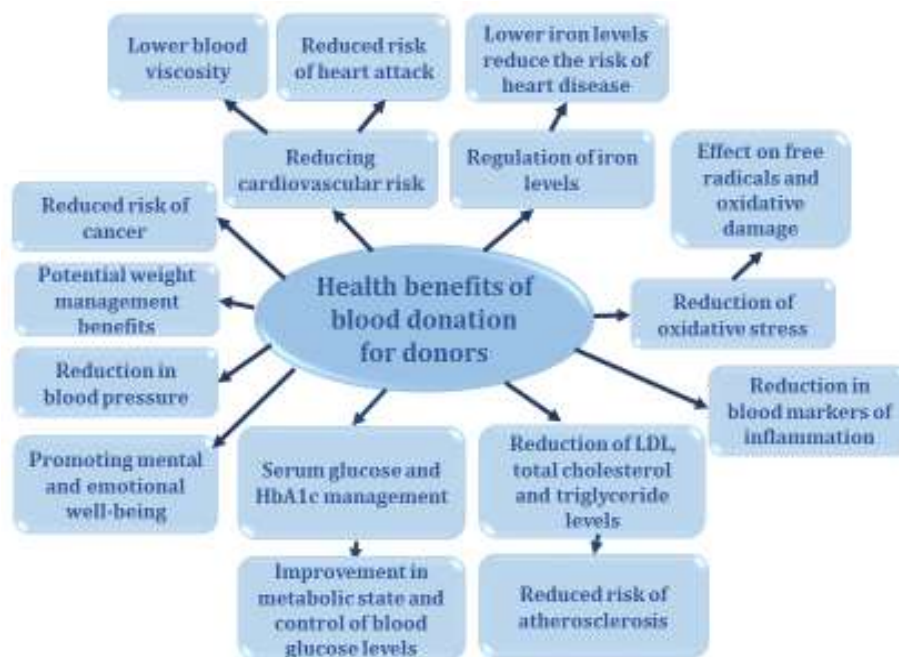 Lower blood
viscosity
Reduced risk
of heart attack
Lower iron levels
reduce the risk of
heart disease
Reducing
cardiovascular risk
Regulation of iron
levels
Effect on free
radicals and
oxidative
damage
Reduced risk of
cancer
Potential weight
management
benefits
Health benefits of
blood donation
for donors
Reduction of
oxidative stress
Reduction in
blood pressure
Reduction in
blood markers of
inflammation
Promoting mental
and emotional
well-being
Serum glucose and
HbA1c management
Reduction of LDL,
total cholesterol
and triglyceride
levels
Improvement in
metabolic state and
control of blood
glucose levels
Reduced risk of
atherosclerosis